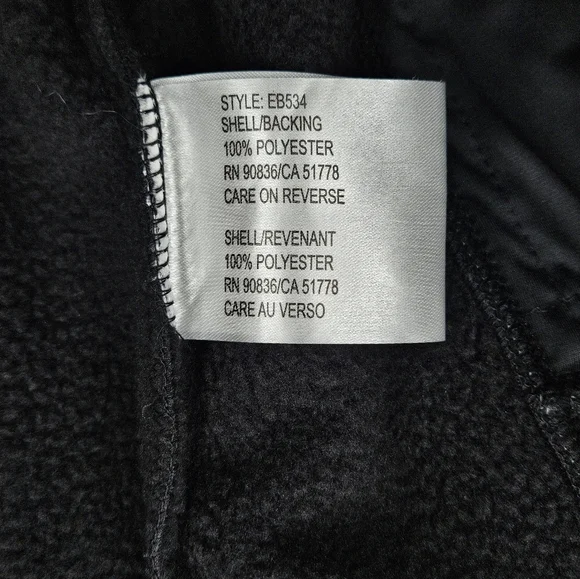 STYLE: EB534
SHELL/BACKING
100% POLYESTER
RN 90836/CA 51778
CARE ON REVERSE
SHELL/REVENANT
100% POLYESTER
RN 90836/CA 51778
CARE AU VERSO